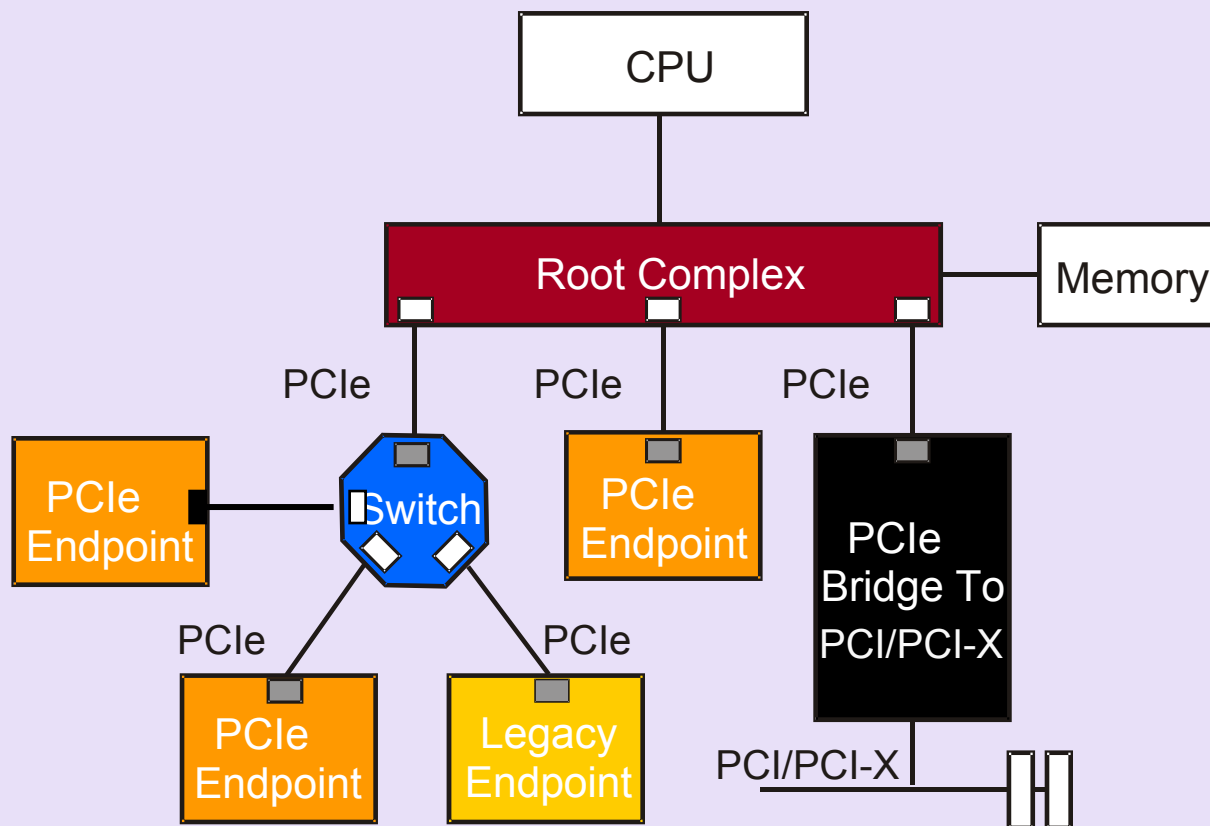 CPU
Root Complex
Memory
PCIe
PCIe
PCIe
PCIe
Endpoint
Switch
PCIe
Endpoint
PCIe
Bridge To
PCI/PCI-X
PCIe
PCIe
PCIe
Endpoint
Legacy
Endpoint
PCI/PCI-X